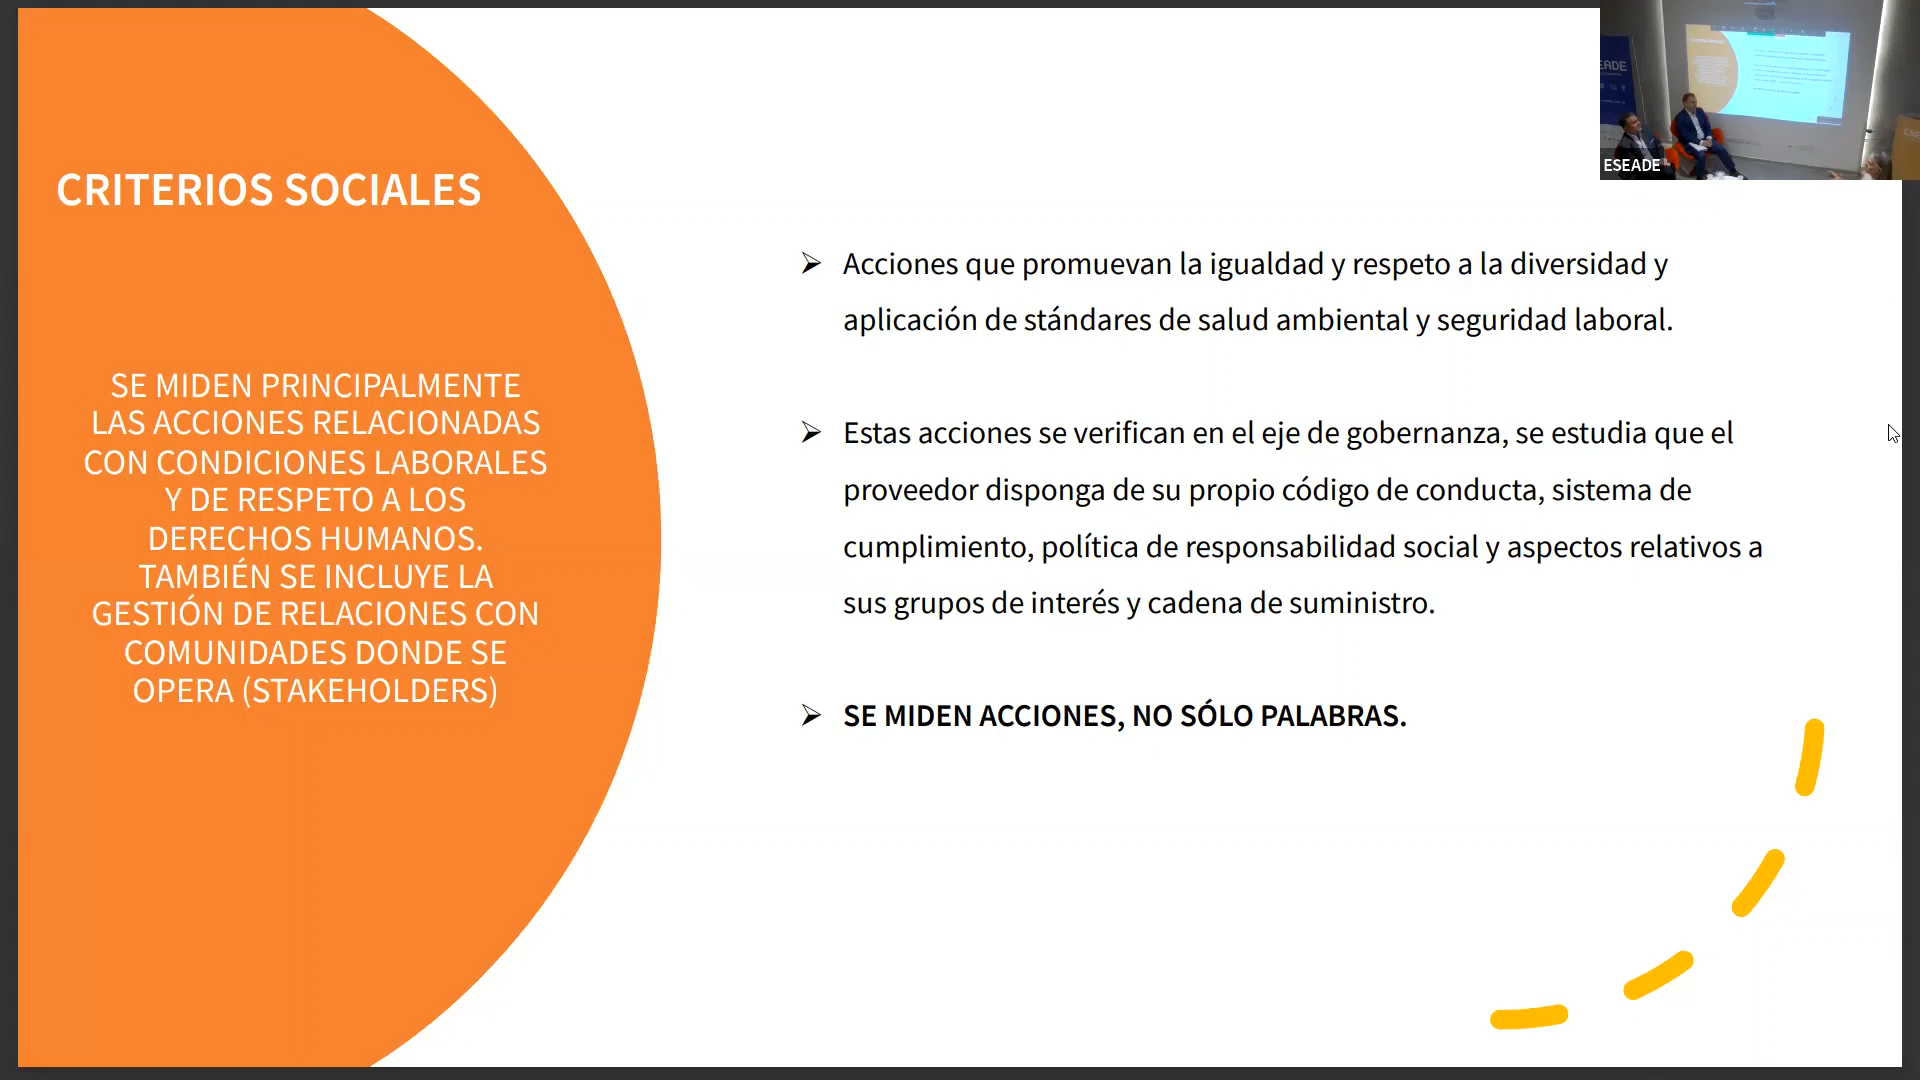 CRITERIOS SOCIALES
SE MIDEN PRINCIPALMENTE
LAS ACCIONES RELACIONADAS
CON CONDICIONES LABORALES
Y DE RESPETO A LOS
DERECHOS HUMANOS.
TAMBIÉN SE INCLUYE LA
GESTIÓN DE RELACIONES CON
COMUNIDADES DONDE SE
OPERA (STAKEHOLDERS)
➢ Acciones que promuevan la igualdad y respeto a la diversidad y
aplicación de stándares de salud ambiental y seguridad laboral.
➢ Estas acciones se verifican en el eje de gobernanza, se estudia que el
proveedor disponga de su propio código de conducta, sistema de
cumplimiento, política de responsabilidad social y aspectos relativos a
sus grupos de interés y cadena de suministro.
➢ SE MIDEN ACCIONES, NO SÓLO PALABRAS.
ESEADE